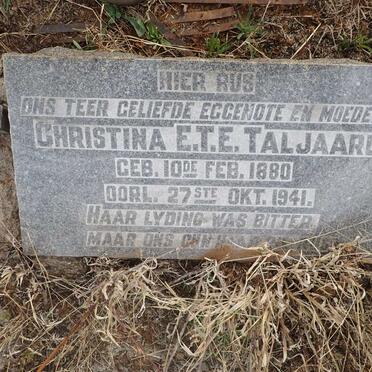 HIER RUS
ONS TEER GELIEFDE EGGENOTE EN MOEDE
CHRISTINA E.T.E. TALJAARD
GEB. 10DE FEB. 1880
OORL. 27STE OKT. 1941.
HAAR LYDING WAS BITTER
MAAR ONS